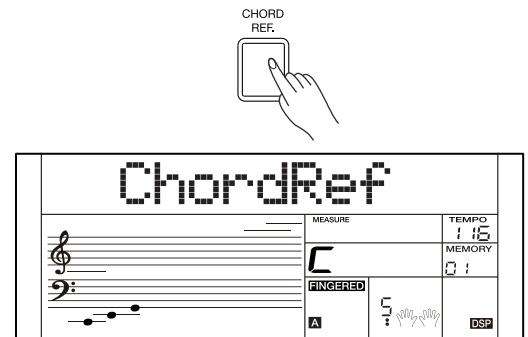 CHORD
REF.
ChordRef
MEASURE
TEMPO
116
C
MEMORY
01
FINGERED
A
5
DSP